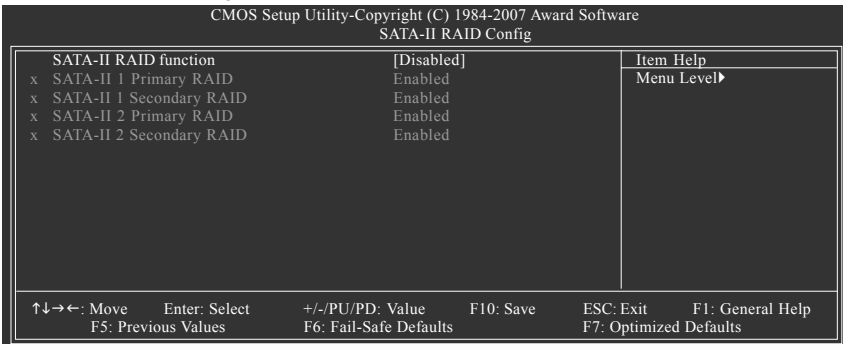 CMOS Setup Utility-Copyright (C) 1984-2007 Award Software
SATA-II RAID Config
SATA-II RAID function [Disabled] Item Help
x SATA-II 1 Primary RAID Enabled Menu Level▶
x SATA-II 1 Secondary RAID Enabled
x SATA-II 2 Primary RAID Enabled
x SATA-II 2 Secondary RAID Enabled
↑↓→←: Move Enter: Select +/-/PU/PD: Value F10: Save ESC: Exit F1: General Help
F5: Previous Values F6: Fail-Safe Defaults F7: Optimized Defaults